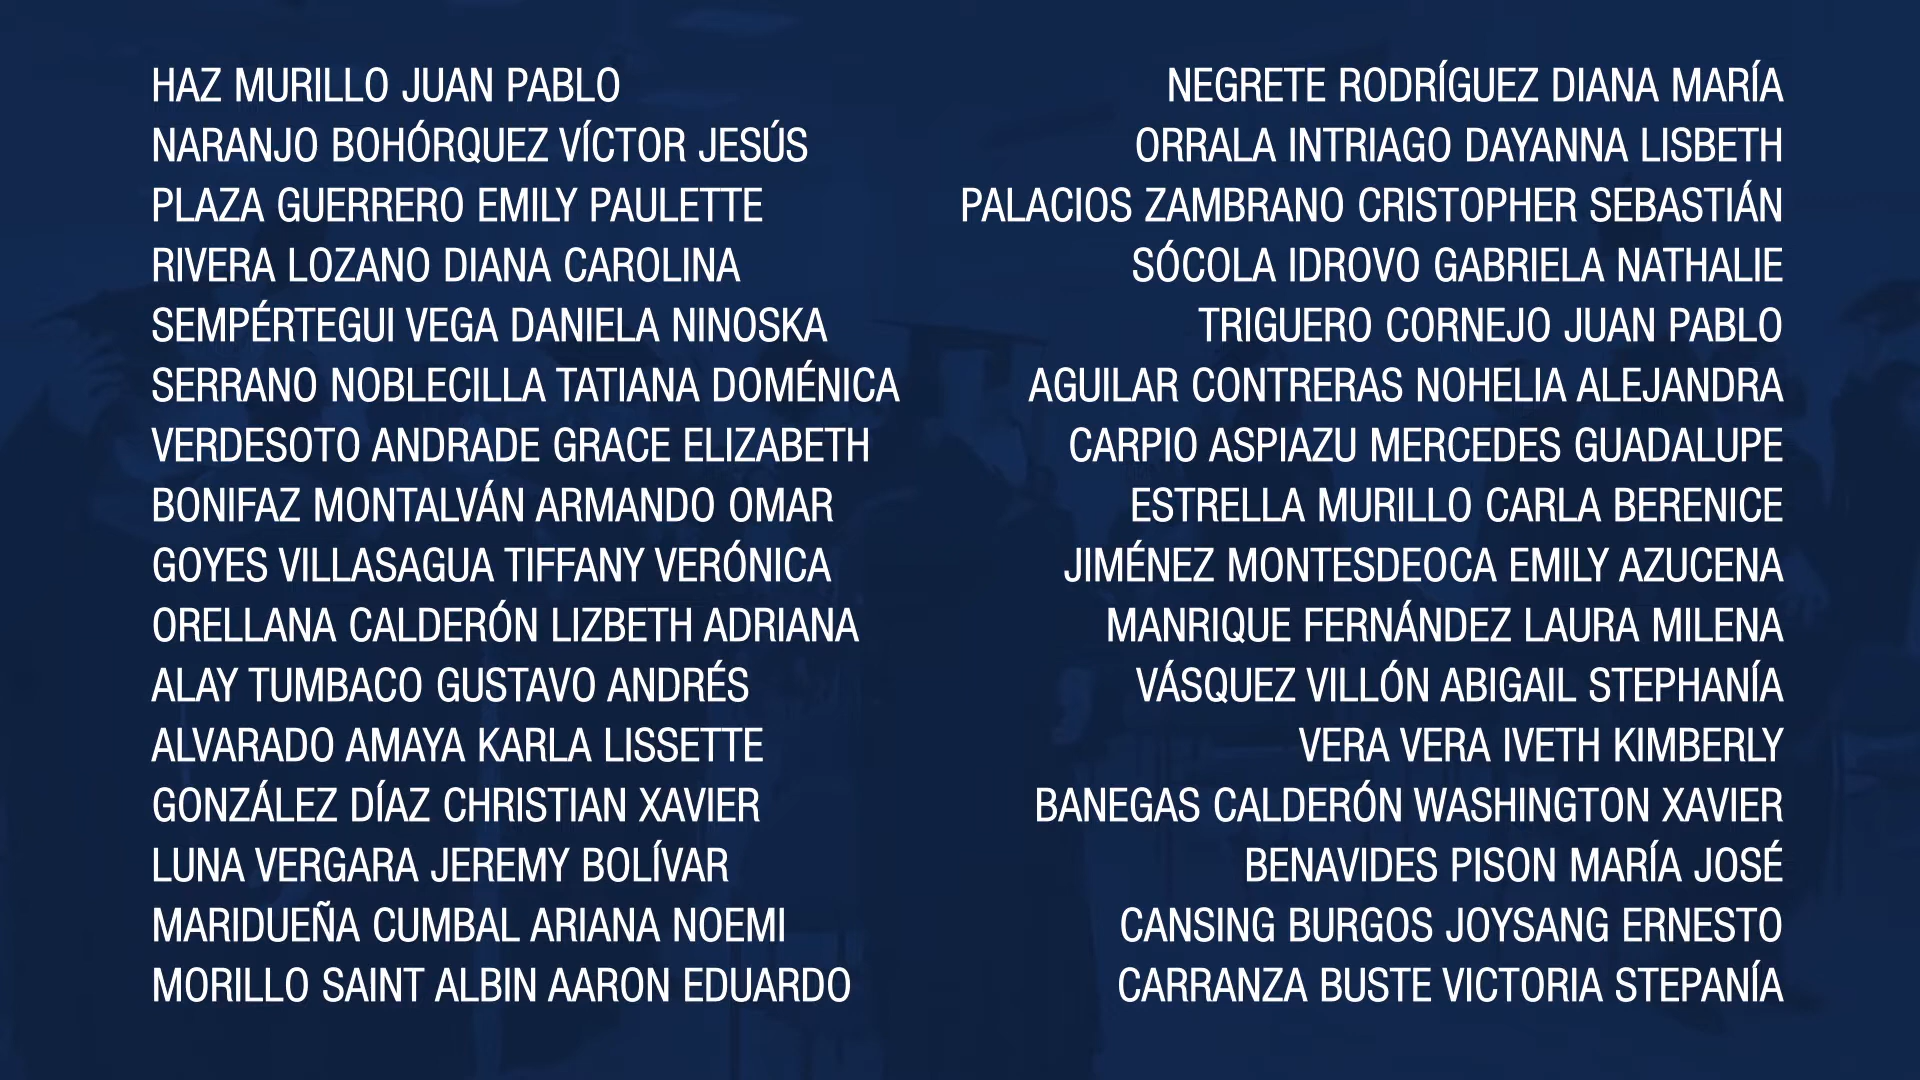 HAZ MURILLO JUAN PABLO
NARANJO BOHÓRQUEZ VÍCTOR JESÚS
PLAZA GUERRERO EMILY PAULETTE
RIVERA LOZANO DIANA CAROLINA
SEMPÉRTEGUI VEGA DANIELA NINOSKA
SERRANO NOBLECILLA TATIANA DOMÉNICA
VERDESOTO ANDRADE GRACE ELIZABETH
BONIFAZ MONTALVÁN ARMANDO OMAR
GOYES VILLASAGUA TIFFANY VERÓNICA
ORELLANA CALDERÓN LIZBETH ADRIANA
ALAY TUMBACO GUSTAVO ANDRÉS
ALVARADO AMAYA KARLA LISSETTE
GONZÁLEZ DÍAZ CHRISTIAN XAVIER
LUNA VERGARA JEREMY BOLÍVAR
MARIDUEÑA CUMBAL ARIANA NOEMI
MORILLO SAINT ALBIN AARON EDUARDO
NEGRETE RODRÍGUEZ DIANA MARÍA
ORRALA INTRIAGO DAYANNA LISBETH
PALACIOS ZAMBRANO CRISTOPHER SEBASTIÁN
SÓCOLA IDROVO GABRIELA NATHALIE
TRIGUERO CORNEJO JUAN PABLO
AGUILAR CONTRERAS NOHELIA ALEJANDRA
CARPIO ASPIAZU MERCEDES GUADALUPE
ESTRELLA MURILLO CARLA BERENICE
JIMÉNEZ MONTESDEOCA EMILY AZUCENA
MANRIQUE FERNÁNDEZ LAURA MILENA
VÁSQUEZ VILLÓN ABIGAIL STEPHANÍA
VERA VERA IVETH KIMBERLY
BANEGAS CALDERÓN WASHINGTON XAVIER
BENAVIDES PISON MARÍA JOSÉ
CANSING BURGOS JOYSANG ERNESTO
CARRANZA BUSTE VICTORIA STEPANÍA